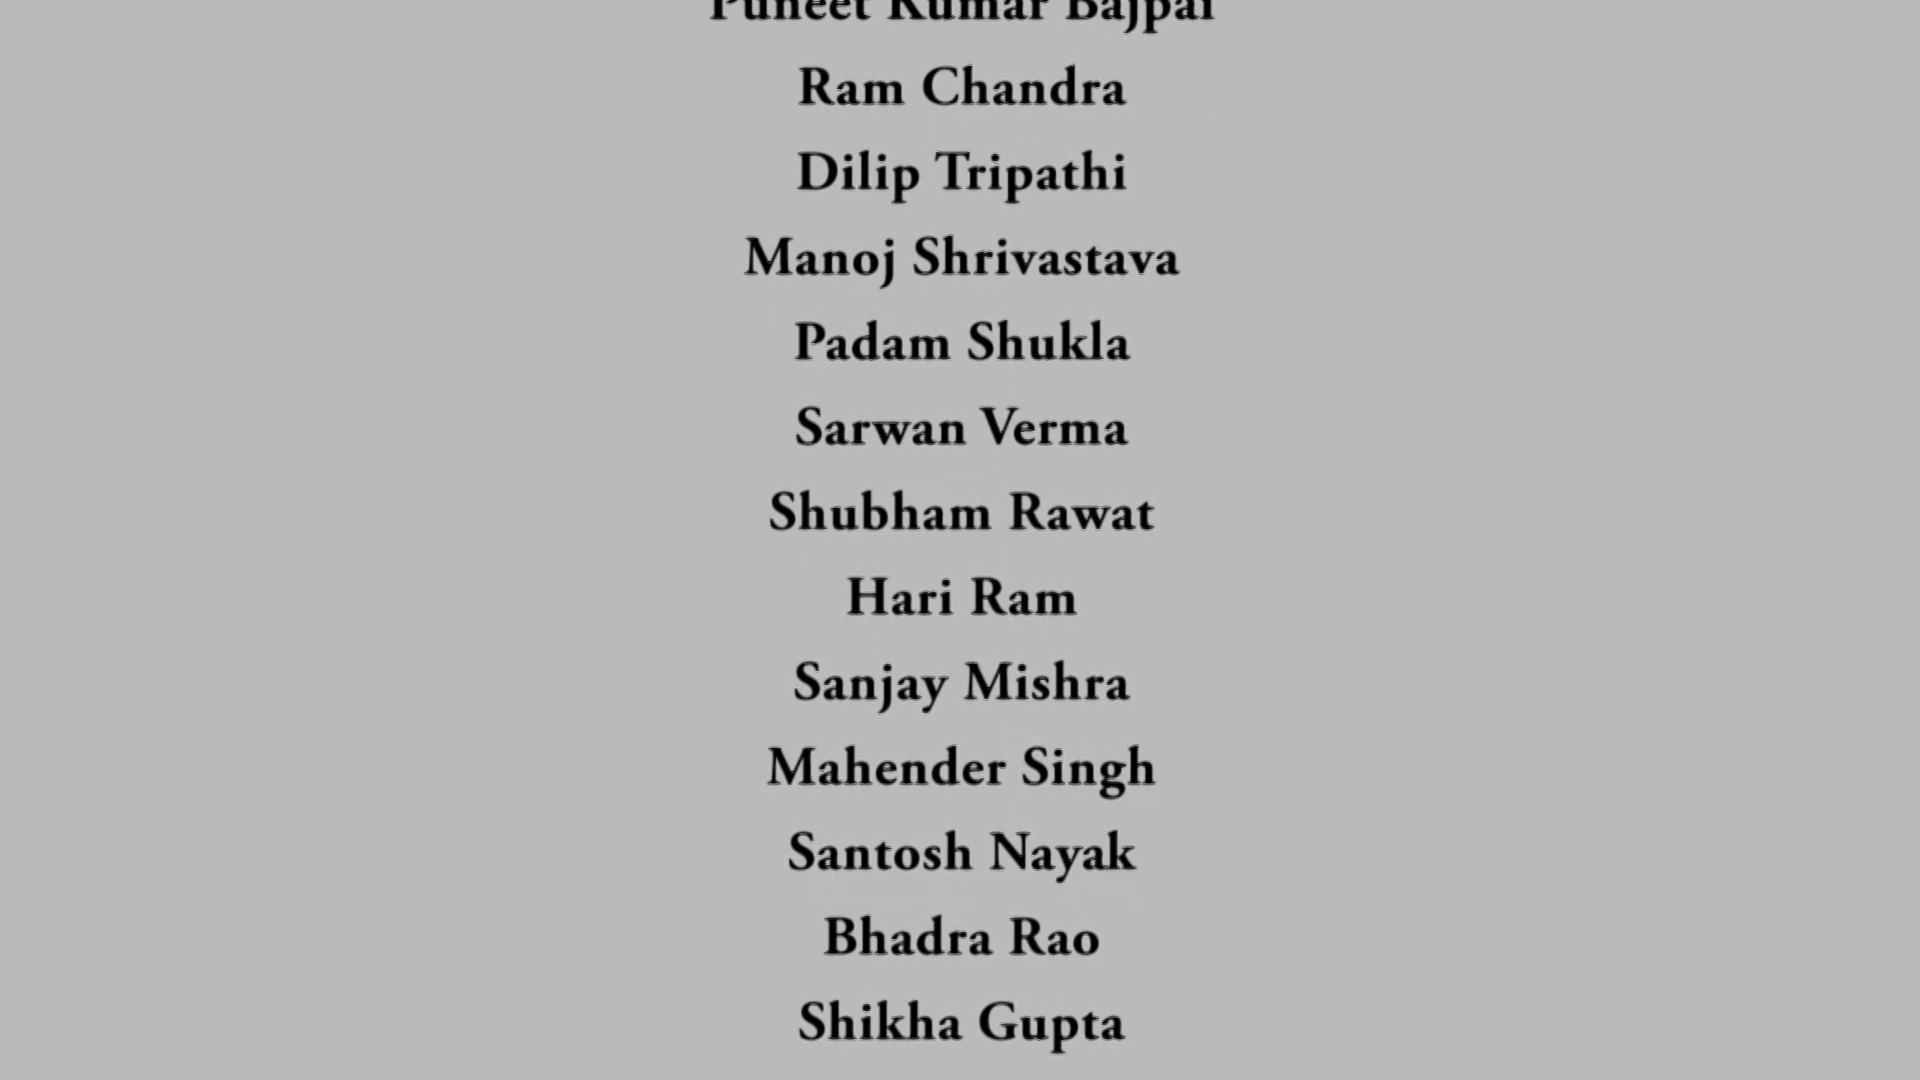 Puneet Kumar Bajpai
Ram Chandra
Dilip Tripathi
Manoj Shrivastava
Padam Shukla
Sarwan Verma
Shubham Rawat
Hari Ram
Sanjay Mishra
Mahender Singh
Santosh Nayak
Bhadra Rao
Shikha Gupta